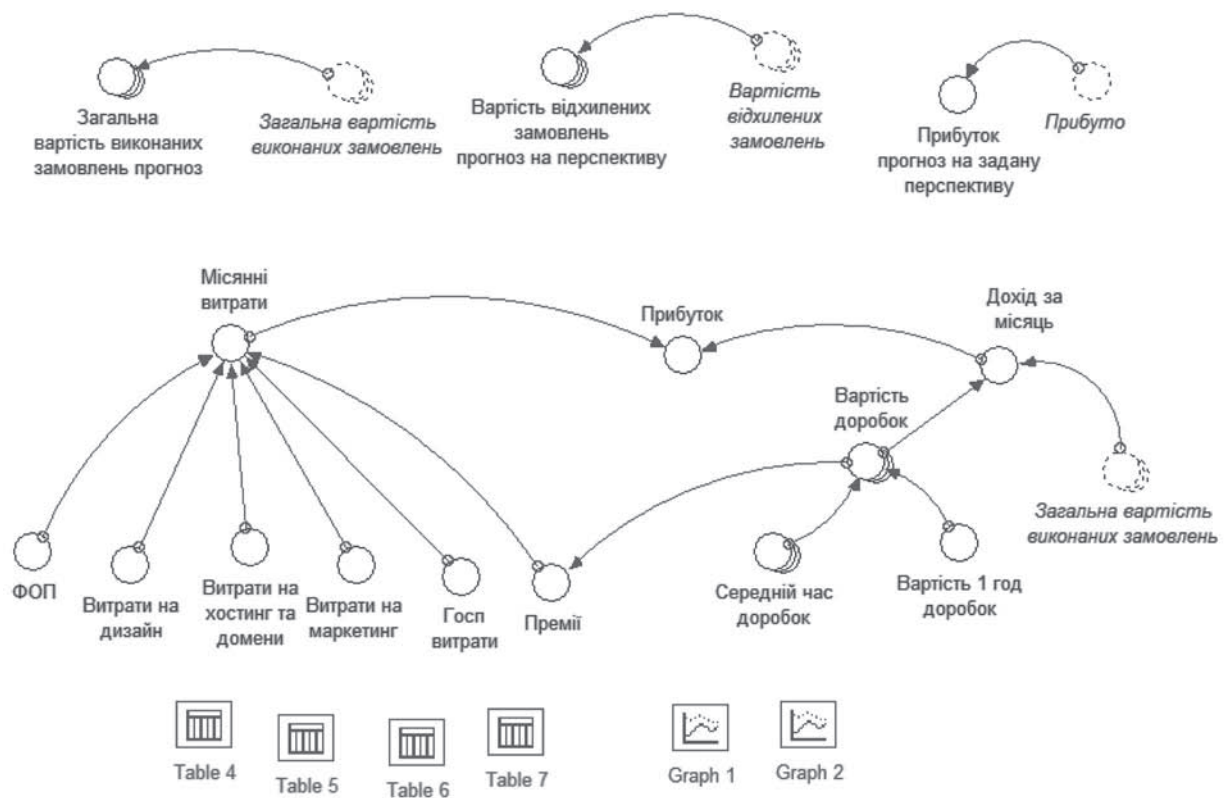 Загальна
вартість виконаних
замовлень прогноз
Загальна вартість
виконаних замовлень
Вартість відхилених
замовлень
прогноз на перспективу
Вартість
відхилених
замовлень
Прибуток
прогноз на задану
перспективу
Прибуто
Місянні
витрати
Прибуток
Дохід за
місяць
Вартість
доробок
Загальна вартість
виконаних замовлень
ФОП
Витрати на
дизайн
Витрати на
хостинг та
домени
Витрати на
маркетинг
Госп
витрати
Премії
Середній час
доробок
Вартість 1 год
доробок
Table 4
Table 5
Table 6
Table 7
Graph 1
Graph 2